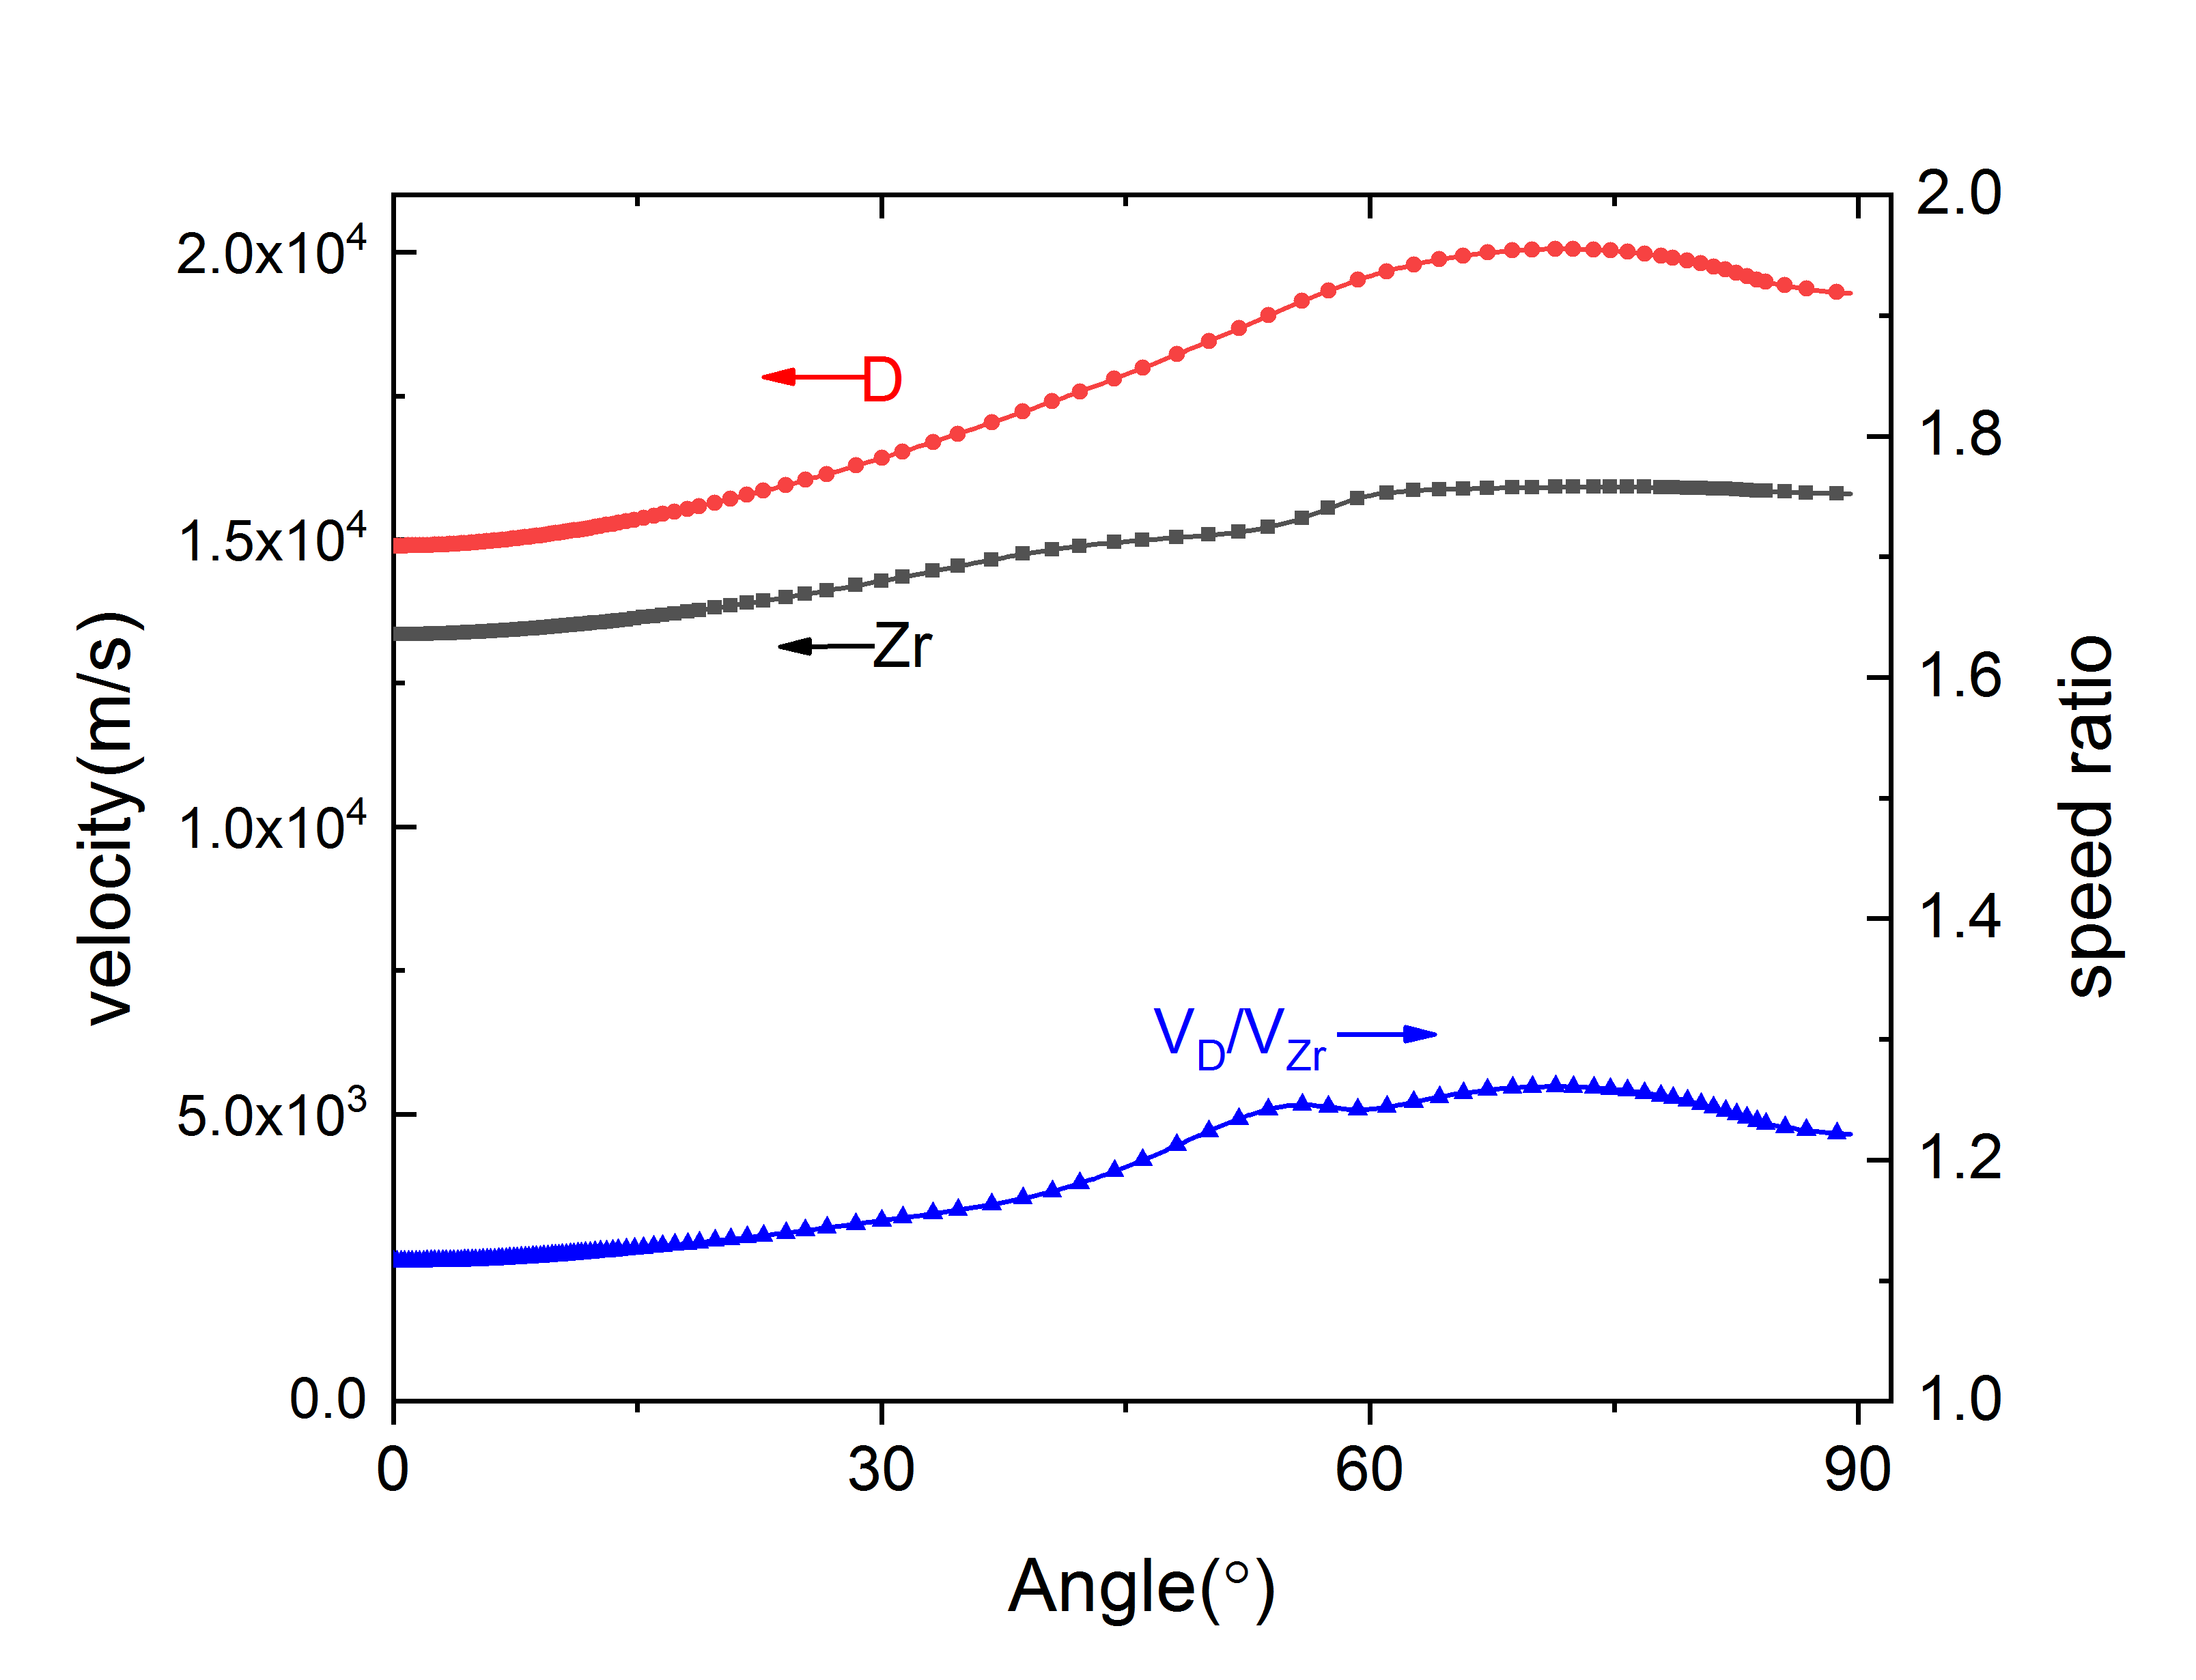 2.0x10⁴
1.5x10⁴
1.0x10⁴
5.0x10³
0.0
velocity(m/s)
D
Zr
V_D/V_Zr
2.0
1.8
1.6
1.4
1.2
1.0
speed ratio
0 30 60 90
Angle(°)